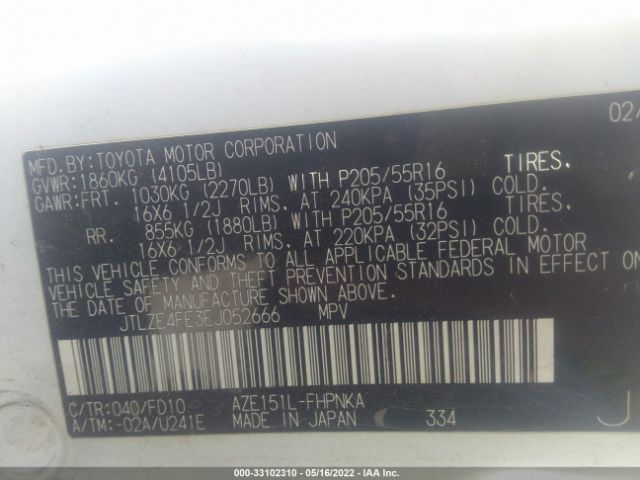 02/
MFD.BY:TOYOTA MOTOR CORPORATION
GVWR:1860KG (4105LB)
GAWR:FRT. 1030KG (2270LB) WITH P205/55R16 TIRES,
16X6 1/2J RIMS, AT 240KPA (35PSI) COLD.
RR. 855KG (1880LB) WITH P205/55R16 TIRES,
16X6 1/2J RIMS, AT 220KPA (32PSI) COLD.
THIS VEHICLE CONFORMS TO ALL APPLICABLE FEDERAL MOTOR
VEHICLE SAFETY AND THEFT PREVENTION STANDARDS IN EFFECT ON
THE DATE OF MANUFACTURE SHOWN ABOVE.
JTLZE4FE3EJ052666 MPV
C/TR:040/FD10 AZE151L-FHPNKA
A/TM:-02A/U241E MADE IN JAPAN 334
J
000-33102310 - 05/16/2022 - IAA Inc.